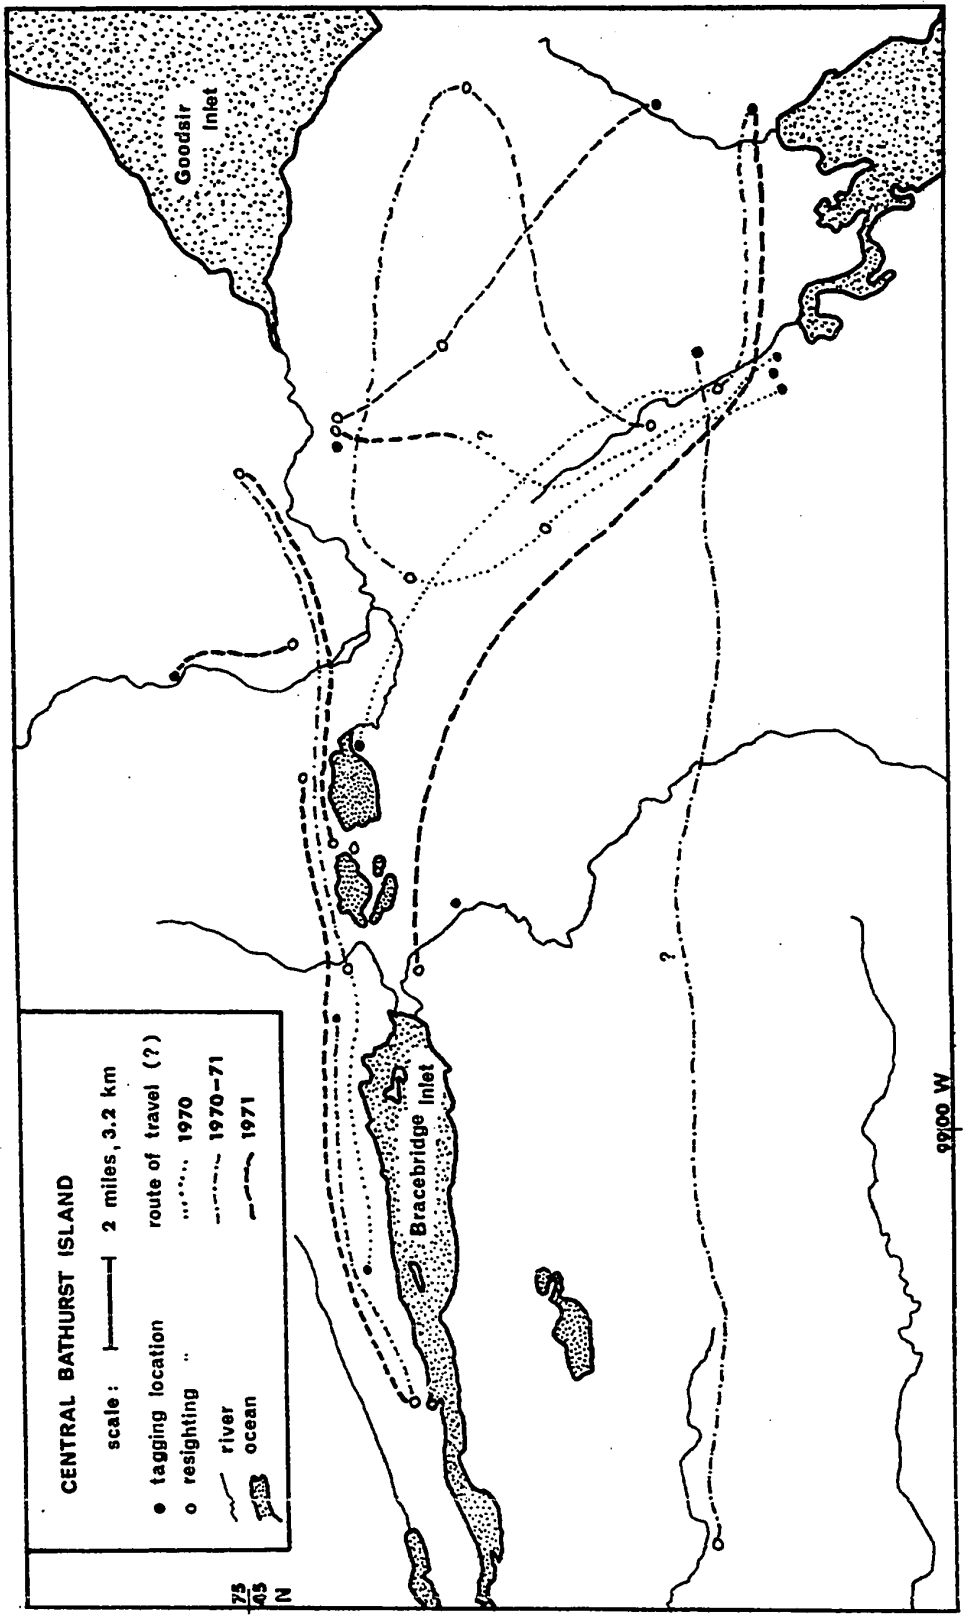 CENTRAL BATHURST ISLAND
scale: 2 miles, 3.2 km
tagging location
resighting "
river
ocean
route of travel (?)
1970
1970-71
1971
Goodsir
Inlet
Bracebridge
Inlet
?
?
75
05
N
99:00 W